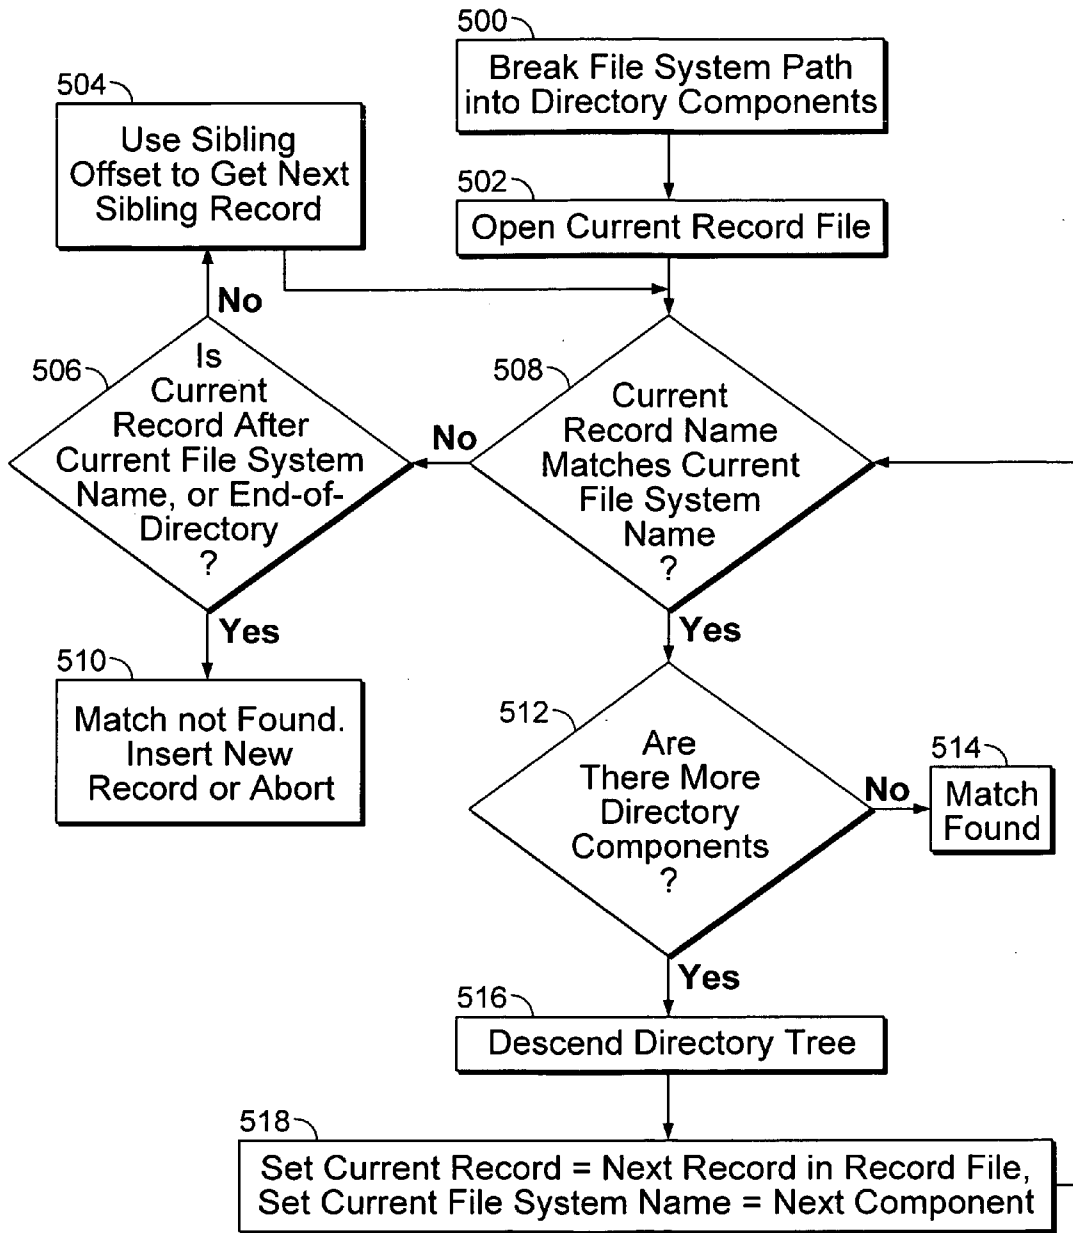 500
Break File System Path
into Directory Components
504
Use Sibling
Offset to Get Next
Sibling Record
502
Open Current Record File
No
506
Is
Current
Record After
Current File System
Name, or End-of-
Directory
?
508
Current
Record Name
Matches Current
File System
Name
?
No
Yes
Yes
510
Match not Found.
Insert New
Record or Abort
512
Are
There More
Directory
Components
?
No
514
Match
Found
Yes
516
Descend Directory Tree
518
Set Current Record = Next Record in Record File,
Set Current File System Name = Next Component